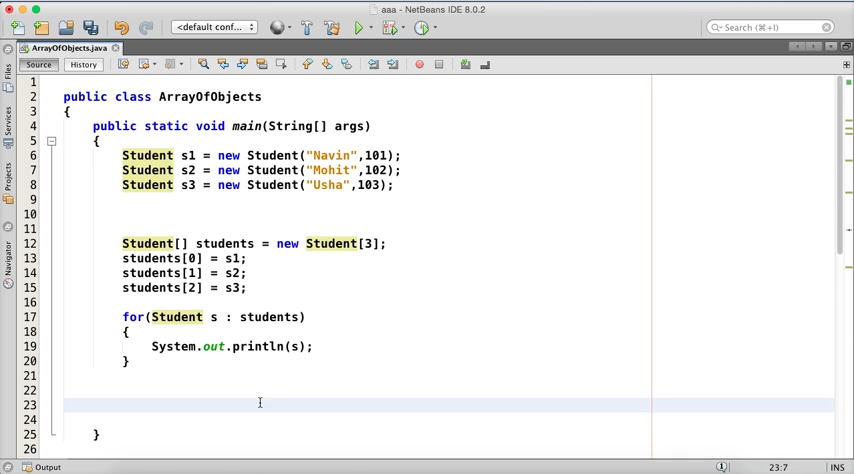 aaa - NetBeans IDE 8.0.2
<default conf...
Search (⌘+I)
ArrayOfObjects.java
Source History
Files
Services
Projects
Navigator
1
2 public class ArrayOfObjects
3 {
4 public static void main(String[] args)
5 {
6 Student s1 = new Student("Navin",101);
7 Student s2 = new Student("Mohit",102);
8 Student s3 = new Student("Usha",103);
9
10
11
12 Student[] students = new Student[3];
13 students[0] = s1;
14 students[1] = s2;
15 students[2] = s3;
16
17 for(Student s : students)
18 {
19 System.out.println(s);
20 }
21
22
23
24
25 }
26
Output 1 23:7 INS